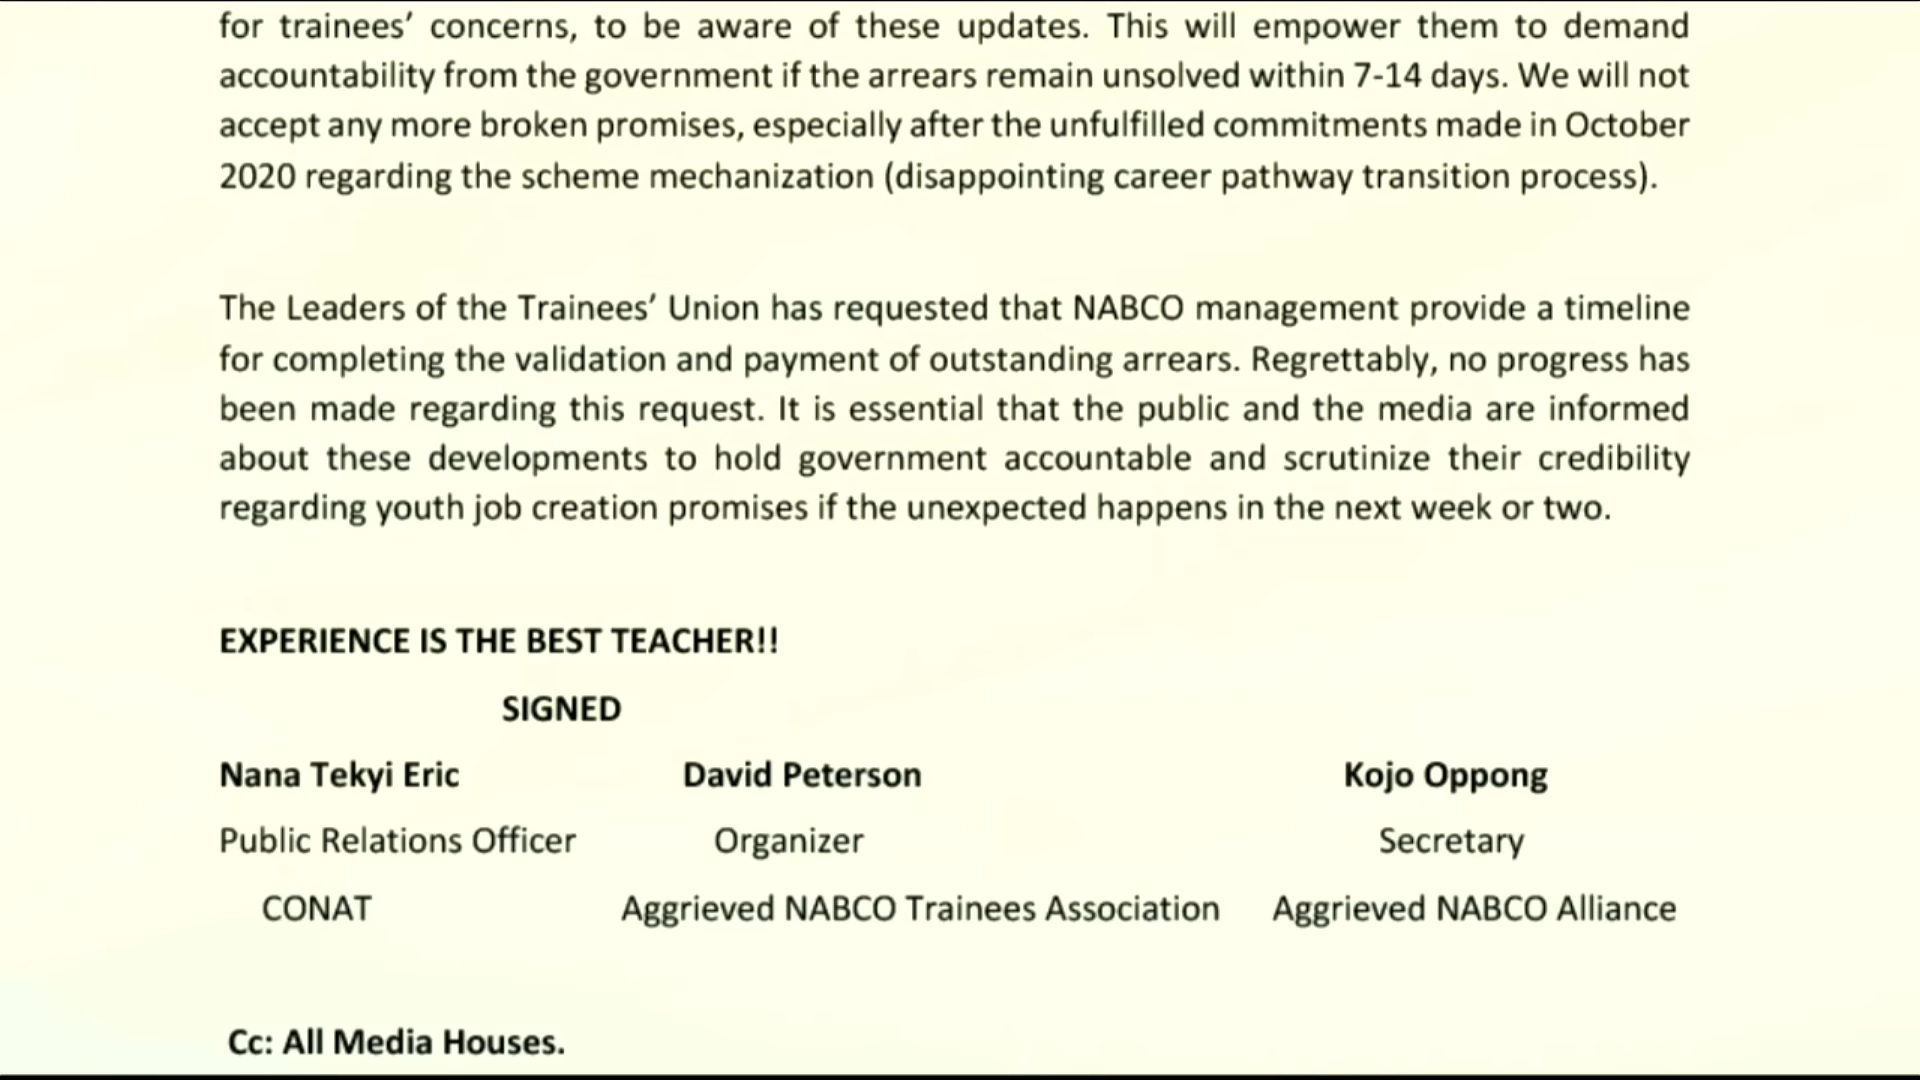 for trainees’ concerns, to be aware of these updates. This will empower them to demand
accountability from the government if the arrears remain unsolved within 7-14 days. We will not
accept any more broken promises, especially after the unfulfilled commitments made in October
2020 regarding the scheme mechanization (disappointing career pathway transition process).
The Leaders of the Trainees’ Union has requested that NABCO management provide a timeline
for completing the validation and payment of outstanding arrears. Regrettably, no progress has
been made regarding this request. It is essential that the public and the media are informed
about these developments to hold government accountable and scrutinize their credibility
regarding youth job creation promises if the unexpected happens in the next week or two.
EXPERIENCE IS THE BEST TEACHER!!
SIGNED
Nana Tekyi Eric David Peterson Kojo Oppong
Public Relations Officer Organizer Secretary
CONAT Aggrieved NABCO Trainees Association Aggrieved NABCO Alliance
Cc: All Media Houses.